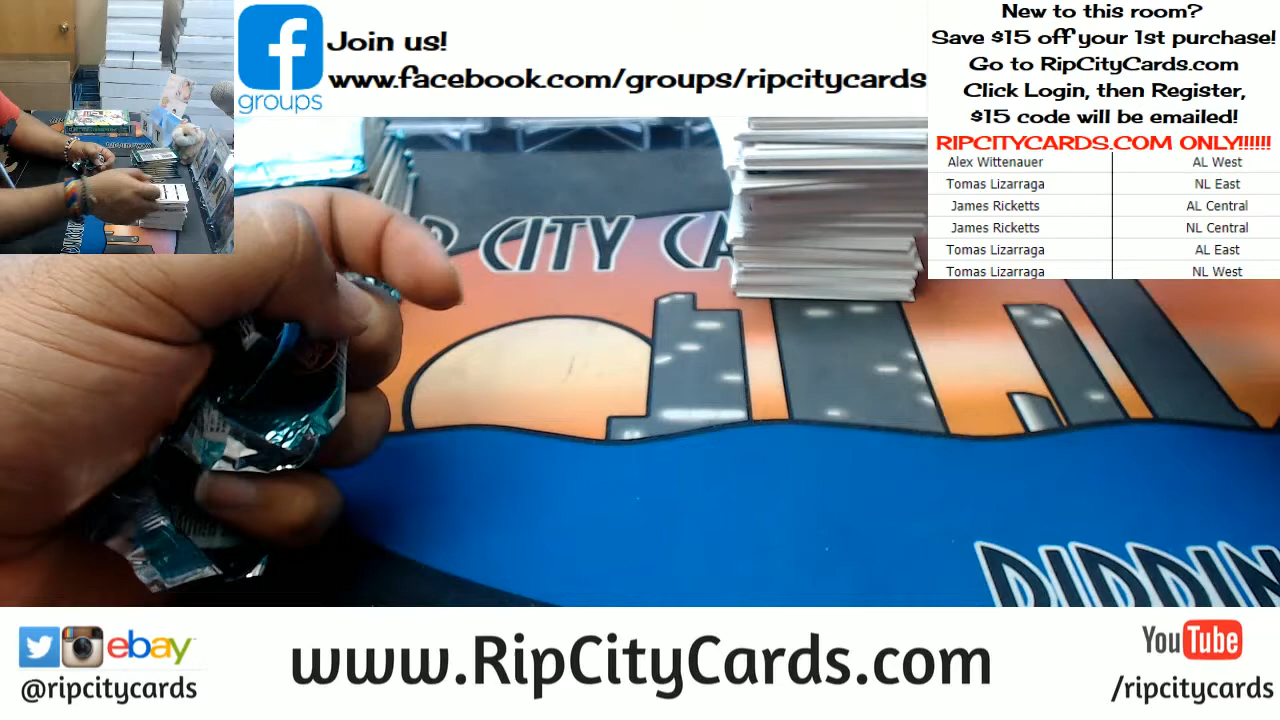 groups
Join us!
www.facebook.com/groups/ripcitycards
New to this room?
Save $15 off your 1st purchase!
Go to RipCityCards.com
Click Login, then Register,
$15 code will be emailed!
RIPCITYCARDS.COM ONLY!!!!!!
Alex Wittenauer AL West
Tomas Lizarraga NL East
James Ricketts AL Central
James Ricketts NL Central
Tomas Lizarraga AL East
Tomas Lizarraga NL West
CITY CA
RIPPIN
ebay
@ripcitycards
www.RipCityCards.com
YouTube
/ripcitycards